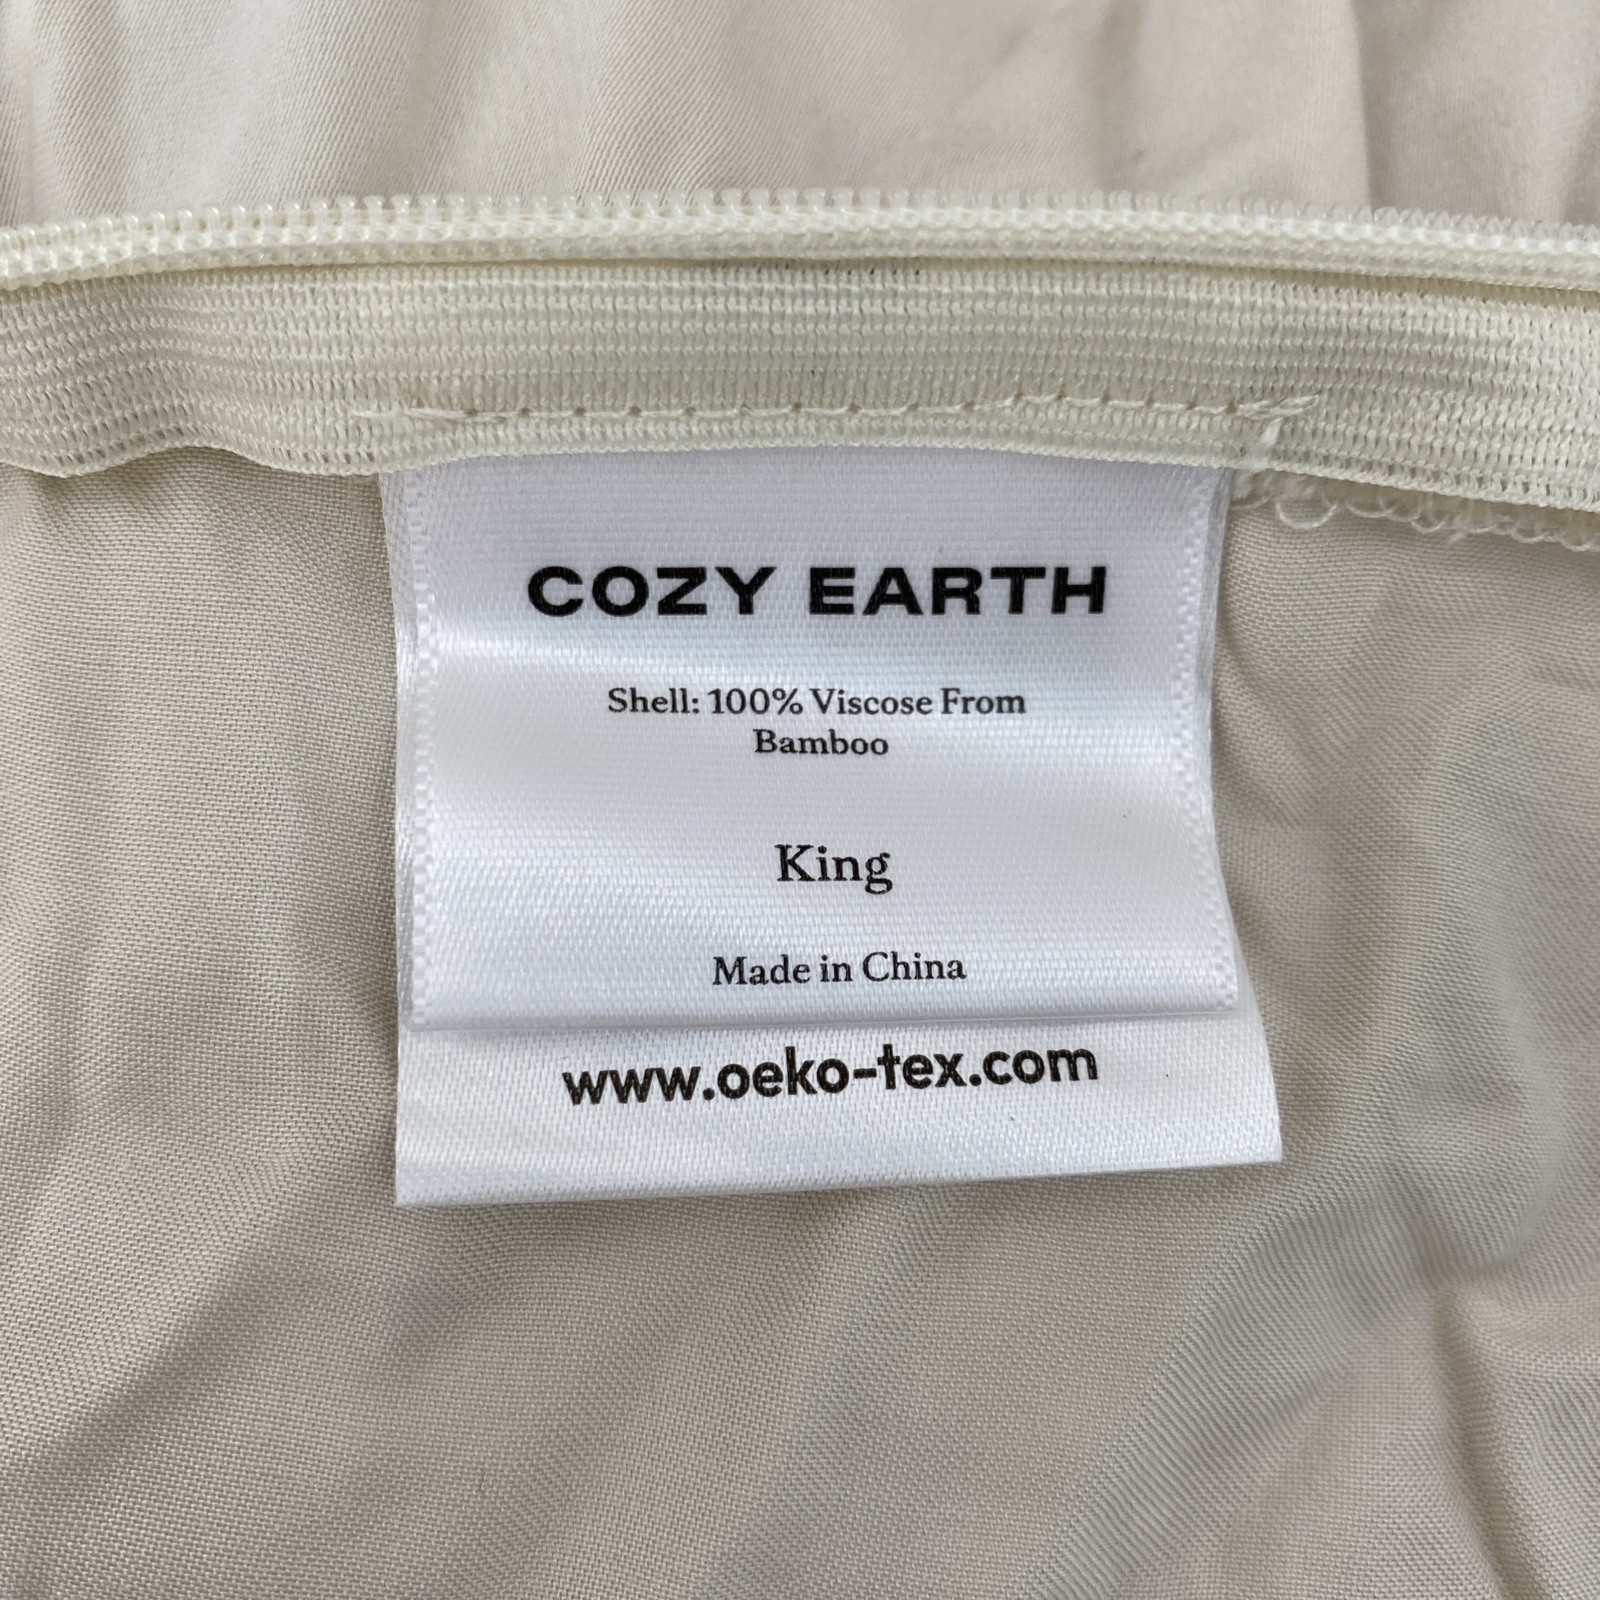 COZY EARTH
Shell: 100% Viscose From
Bamboo
King
Made in China
www.oeko-tex.com